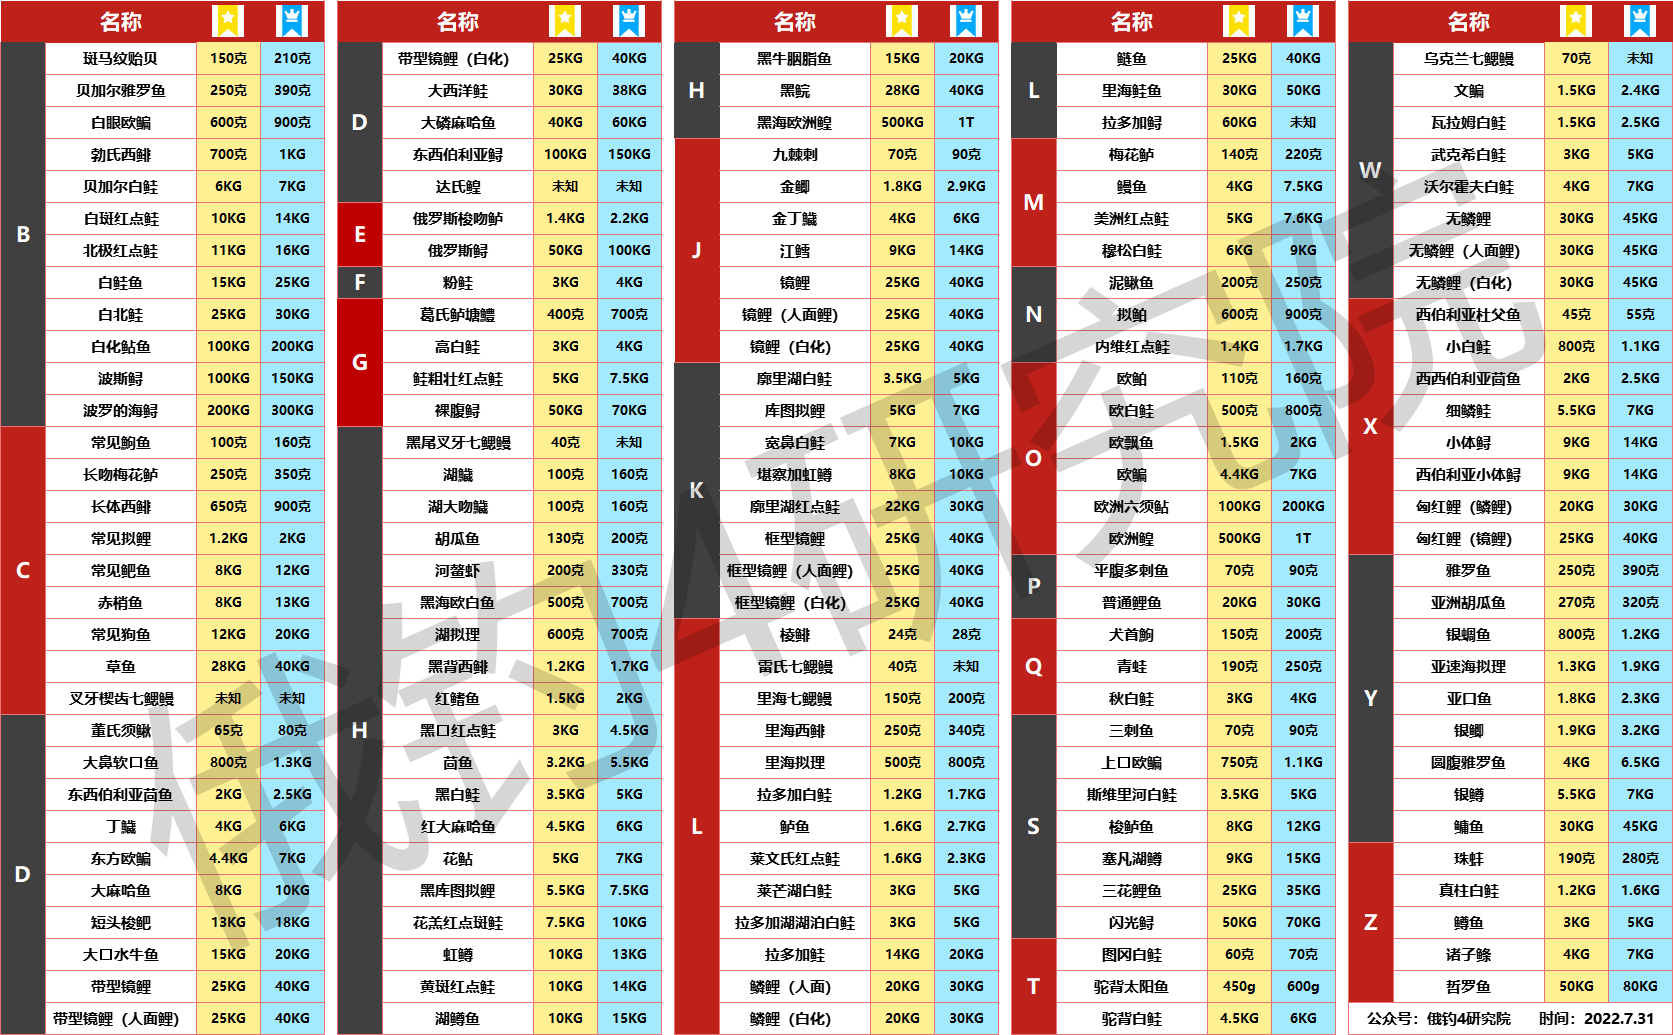 名称
B
斑马纹贻贝 150克 210克
贝加尔雅罗鱼 250克 390克
白眼欧鳊 600克 900克
勃氏西鲱 700克 1KG
贝加尔白鲑 6KG 7KG
白斑红点鲑 10KG 14KG
北极红点鲑 11KG 16KG
白鲑鱼 15KG 25KG
白北鲑 25KG 30KG
白化鲇鱼 100KG 200KG
波斯鲟 100KG 150KG
波罗的海鲟 200KG 300KG
C
常见鮈鱼 100克 160克
长吻梅花鲈 250克 350克
长体西鲱 650克 900克
常见拟鲤 1.2KG 2KG
常见鲃鱼 8KG 12KG
赤梢鱼 8KG 13KG
常见狗鱼 12KG 20KG
草鱼 28KG 40KG
叉牙楔齿七鳃鳗 未知 未知
D
董氏须鳅 65克 80克
大鼻软口鱼 800克 1.3KG
东西伯利亚茴鱼 2KG 2.5KG
丁鱥 4KG 6KG
东方欧鳊 4.4KG 7KG
大麻哈鱼 8KG 10KG
短头梭鲃 13KG 18KG
大口水牛鱼 15KG 20KG
带型镜鲤 25KG 40KG
带型镜鲤（人面鲤） 25KG 40KG
名称
D
带型镜鲤（白化） 25KG 40KG
大西洋鲑 30KG 38KG
大磷麻哈鱼 40KG 60KG
东西伯利亚鲟 100KG 150KG
达氏鳇 未知 未知
E
俄罗斯梭吻鲈 1.4KG 2.2KG
俄罗斯鲟 50KG 100KG
F
粉鲑 3KG 4KG
G
葛氏鲈塘鳢 400克 700克
高白鲑 3KG 4KG
鲑粗壮红点鲑 5KG 7.5KG
裸腹鲟 50KG 70KG
H
黑尾叉牙七鳃鳗 40克 未知
湖鱥 100克 160克
湖大吻鱥 100克 160克
胡瓜鱼 130克 200克
河螯虾 200克 330克
黑海欧白鱼 500克 700克
湖拟理 600克 700克
黑背西鲱 1.2KG 1.7KG
红鳍鱼 1.5KG 2KG
黑口红点鲑 3KG 4.5KG
茴鱼 3.2KG 5.5KG
黑白鲑 3.5KG 5KG
红大麻哈鱼 4.5KG 6KG
花鲇 5KG 7KG
黑库图拟鲤 5.5KG 7.5KG
花羔红点斑鲑 7.5KG 10KG
虹鳟 10KG 13KG
黄斑红点鲑 10KG 14KG
湖鳟鱼 10KG 15KG
名称
H
黑牛胭脂鱼 15KG 20KG
黑鲩 28KG 40KG
黑海欧洲鳇 500KG 1T
J
九棘刺 70克 90克
金鲫 1.8KG 2.9KG
金丁鱥 4KG 6KG
江鳕 9KG 14KG
镜鲤 25KG 40KG
镜鲤（人面鲤） 25KG 40KG
镜鲤（白化） 25KG 40KG
K
廓里湖白鲑 3.5KG 5KG
库图拟鲤 5KG 7KG
宽鼻白鲑 7KG 10KG
堪察加虹鳟 8KG 10KG
廓里湖红点鲑 22KG 30KG
框型镜鲤 25KG 40KG
框型镜鲤（人面鲤） 25KG 40KG
框型镜鲤（白化） 25KG 40KG
L
棱鲱 24克 28克
雷氏七鳃鳗 40克 未知
里海七鳃鳗 150克 200克
里海西鲱 250克 340克
里海拟理 500克 800克
拉多加白鲑 1.2KG 1.7KG
鲈鱼 1.6KG 2.7KG
莱文氏红点鲑 1.6KG 2.3KG
莱芒湖白鲑 3KG 5KG
拉多加湖湖泊白鲑 3KG 5KG
拉多加鲑 14KG 20KG
鳞鲤（人面） 20KG 30KG
鳞鲤（白化） 20KG 30KG
名称
L
鲢鱼 25KG 40KG
里海鲑鱼 30KG 50KG
拉多加鲟 60KG 未知
M
梅花鲈 140克 220克
鳗鱼 4KG 7.5KG
美洲红点鲑 5KG 7.6KG
穆松白鲑 6KG 9KG
N
泥鳅鱼 200克 250克
拟鲌 600克 900克
内维红点鲑 1.4KG 1.7KG
O
欧鲌 110克 160克
欧白鲑 500克 800克
欧飘鱼 1.5KG 2KG
欧鳊 4.4KG 7KG
欧洲六须鲇 100KG 200KG
欧洲鳇 500KG 1T
P
平腹多刺鱼 70克 90克
普通鲤鱼 20KG 30KG
Q
犬首鮈 150克 200克
青蛙 190克 250克
秋白鲑 3KG 4KG
S
三刺鱼 70克 90克
上口欧鳊 750克 1.1KG
斯维里河白鲑 3.5KG 5KG
梭鲈鱼 8KG 12KG
塞凡湖鳟 9KG 15KG
三花鲤鱼 25KG 35KG
闪光鲟 50KG 70KG
T
图冈白鲑 60克 70克
驼背太阳鱼 450g 600g
驼背白鲑 4.5KG 6KG
名称
W
乌克兰七鳃鳗 70克 未知
文鳊 1.5KG 2.4KG
瓦拉姆白鲑 1.5KG 2.5KG
武克希白鲑 3KG 5KG
沃尔霍夫白鲑 4KG 7KG
无鳞鲤 30KG 45KG
无鳞鲤（人面鲤） 30KG 45KG
无鳞鲤（白化） 30KG 45KG
X
西伯利亚杜父鱼 45克 55克
小白鲑 800克 1.1KG
西西伯利亚茴鱼 2KG 2.5KG
细鳞鲑 5.5KG 7KG
小体鲟 9KG 14KG
西伯利亚小体鲟 9KG 14KG
匈红鲤（鳞鲤） 20KG 30KG
匈红鲤（镜鲤） 25KG 40KG
Y
雅罗鱼 250克 390克
亚洲胡瓜鱼 270克 320克
银鲴鱼 800克 1.2KG
亚速海拟理 1.3KG 1.9KG
亚口鱼 1.8KG 2.3KG
银鲫 1.9KG 3.2KG
圆腹雅罗鱼 4KG 6.5KG
银鳟 5.5KG 7KG
鳙鱼 30KG 45KG
Z
珠蚌 190克 280克
真柱白鲑 1.2KG 1.6KG
鳟鱼 3KG 5KG
诸子鲦 4KG 7KG
哲罗鱼 50KG 80KG
公众号：俄钓4研究院 时间：2022.7.31
俄钓4研究院